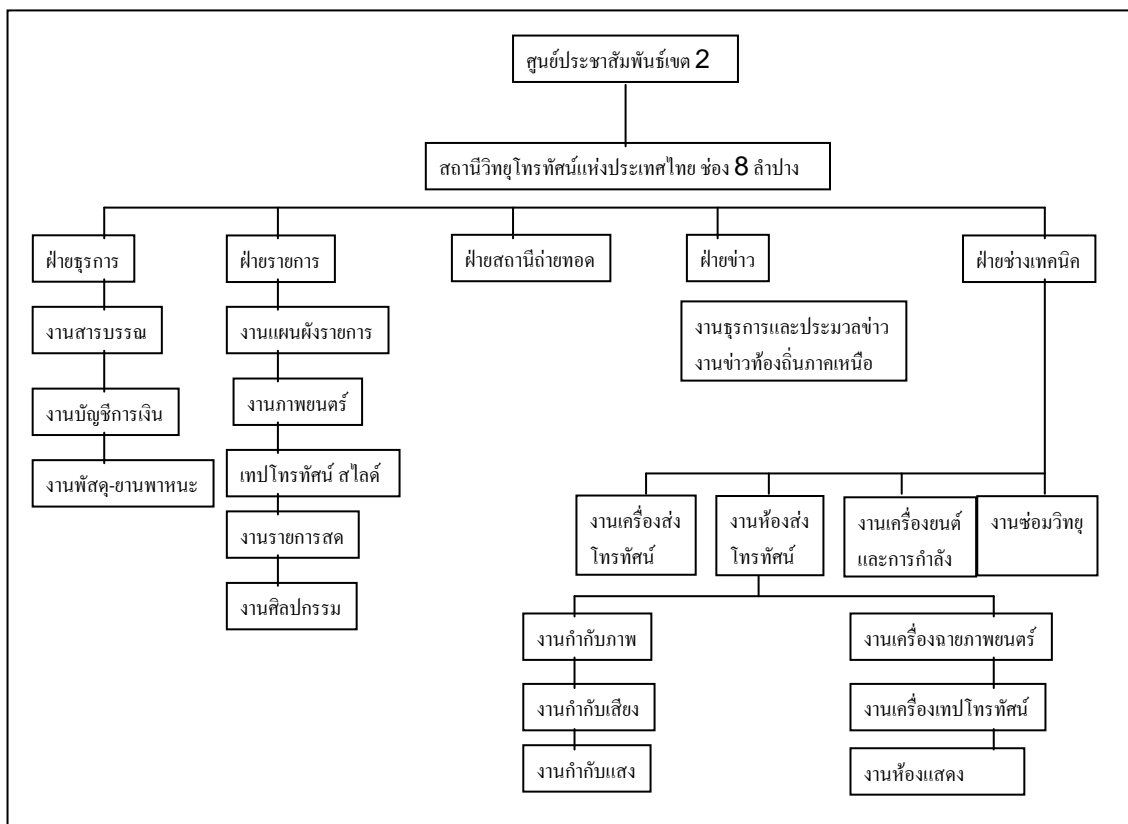 ศูนย์ประชาสัมพันธ์เขต 2
สถานีวิทยุโทรทัศน์แห่งประเทศไทย ช่อง 8 ลำปาง
ฝ่ายธุรการ
ฝ่ายรายการ
ฝ่ายสถานีถ่ายทอด
ฝ่ายข่าว
ฝ่ายช่างเทคนิค
งานสารบรรณ
งานบัญชีการเงิน
งานพัสดุ-ยานพาหนะ
งานแผนผังรายการ
งานภาพยนตร์
เทปโทรทัศน์ สไลด์
งานรายการสด
งานศิลปกรรม
งานธุรการและประมวลข่าว
งานข่าวท้องถิ่นภาคเหนือ
งานเครื่องส่ง
โทรทัศน์
งานห้องส่ง
โทรทัศน์
งานเครื่องยนต์
และการกำลัง
งานซ่อมวิทยุ
งานกำกับภาพ
งานกำกับเสียง
งานกำกับแสง
งานเครื่องฉายภาพยนตร์
งานเครื่องเทปโทรทัศน์
งานห้องแสดง